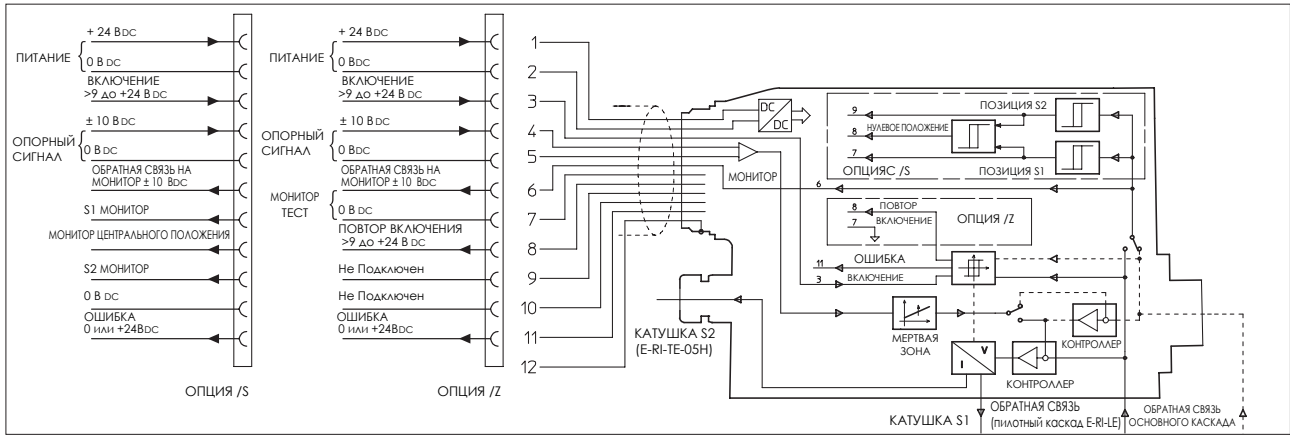 + 24 В DC
ПИТАНИЕ
0 В DC
ВКЛЮЧЕНИЕ
>9 до +24 В DC
± 10 В DC
ОПОРНЫЙ
СИГНАЛ
0 В DC
ОБРАТНАЯ СВЯЗЬ НА
МОНИТОР ± 10 ВDC
S1 МОНИТОР
МОНИТОР ЦЕНТРАЛЬНОГО ПОЛОЖЕНИЯ
S2 МОНИТОР
0 В DC
ОШИБКА
0 или +24ВDC
ОПЦИЯ /S
+ 24 В DC
ПИТАНИЕ
0 В DC
ВКЛЮЧЕНИЕ
>9 до +24 В DC
± 10 В DC
ОПОРНЫЙ
СИГНАЛ
0 В DC
ОБРАТНАЯ СВЯЗЬ НА
МОНИТОР ± 10 ВDC
МОНИТОР
ТЕСТ
0 В DC
ПОВТОР ВКЛЮЧЕНИЯ
>9 до +24 В DC
Не Подключен
Не Подключен
ОШИБКА
0 или +24ВDC
ОПЦИЯ /Z
1
2
3
4
5
6
7
8
9
10
11
12
DC
DC
МОНИТОР
КАТУШКА S2
(E-RI-TE-05H)
9
ПОЗИЦИЯ S2
8
НУЛЕВОЕ ПОЛОЖЕНИЕ
7
ОПЦИЯС /S
ПОЗИЦИЯ S1
6
8
ПОВТОР
7
ВКЛЮЧЕНИЕ
ОПЦИЯ /Z
11
ОШИБКА
3
ВКЛЮЧЕНИЕ
МЕРТВАЯ
ЗОНА
КОНТРОЛЛЕР
V
I
КОНТРОЛЛЕР
КАТУШКА S1
ОБРАТНАЯ СВЯЗЬ
(пилотный каскад E-RI-LE)
ОБРАТНАЯ СВЯЗЬ
ОСНОВНОГО КАСКАДА